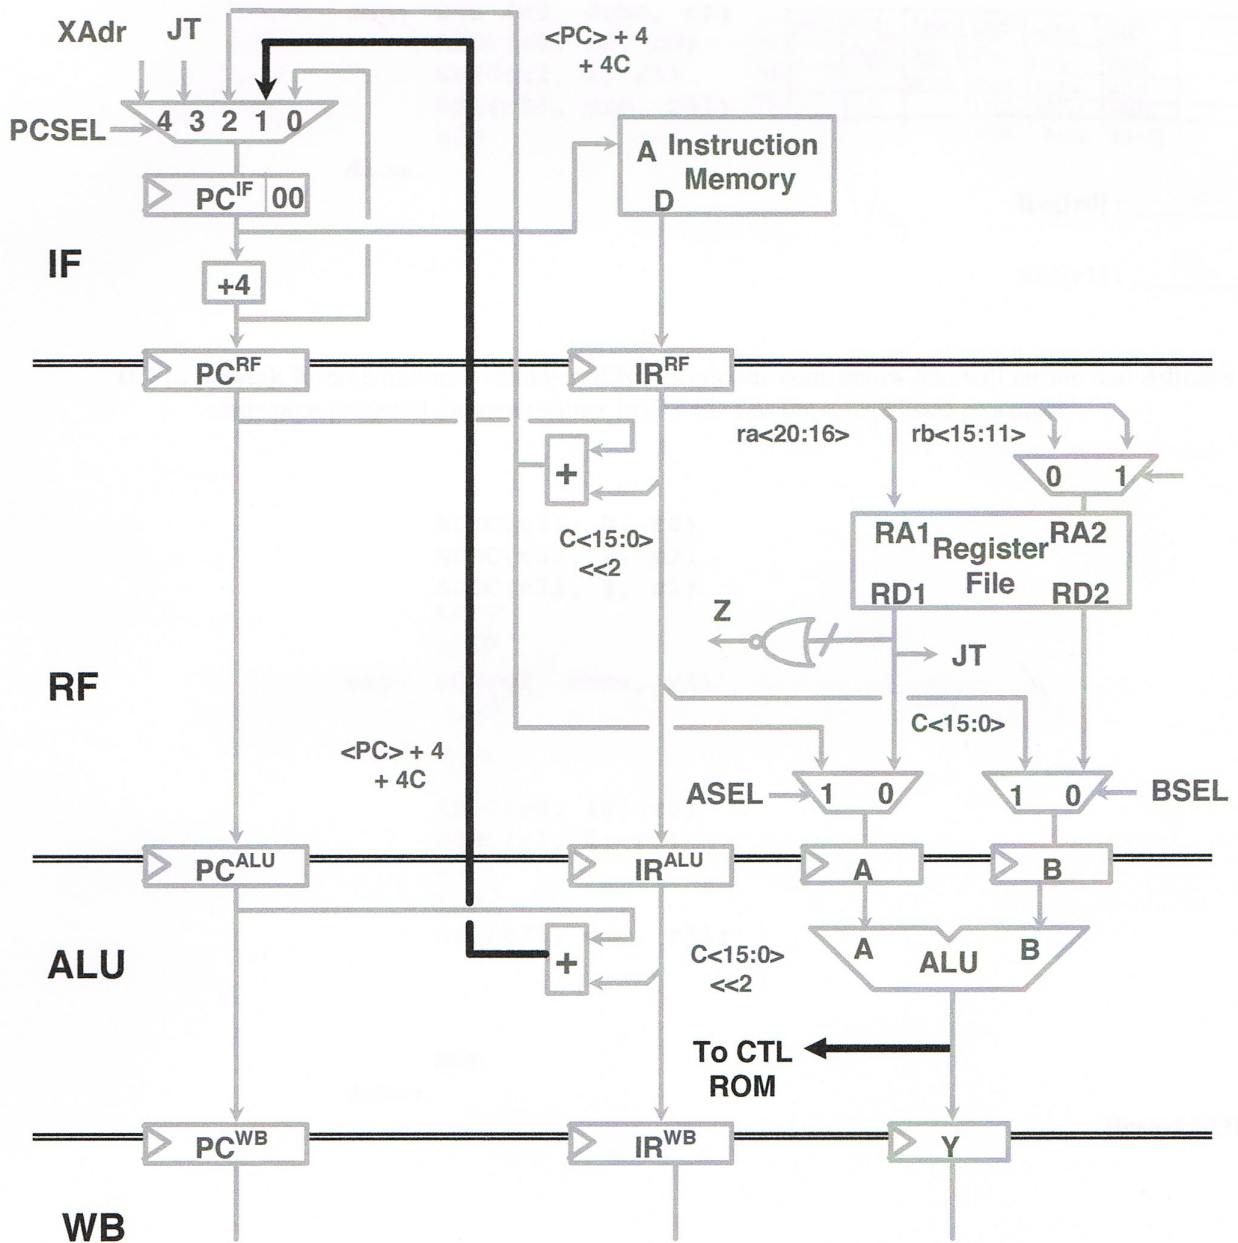 XAdr JT
<PC> + 4
+ 4C
PCSEL
4 3 2 1 0
A Instruction
Memory
D
PC^IF 00
IF
+4
PC^RF
IR^RF
ra<20:16>
rb<15:11>
0 1
+
C<15:0>
<<2
RA1 RA2
Register
File
RD1 RD2
Z
JT
RF
C<15:0>
<PC> + 4
+ 4C
ASEL
1 0
1 0
BSEL
PC^ALU
IR^ALU
A
B
ALU
+
C<15:0>
<<2
A B
ALU
To CTL
ROM
PC^WB
IR^WB
Y
WB